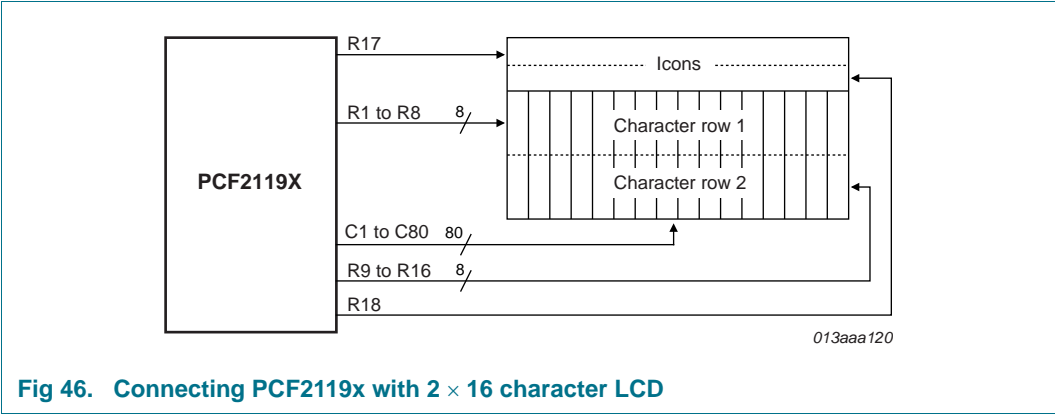 R17
Icons
R1 to R8 8
Character row 1
PCF2119X
Character row 2
C1 to C80 80
R9 to R16 8
R18
013aaa120
Fig 46. Connecting PCF2119x with 2 × 16 character LCD